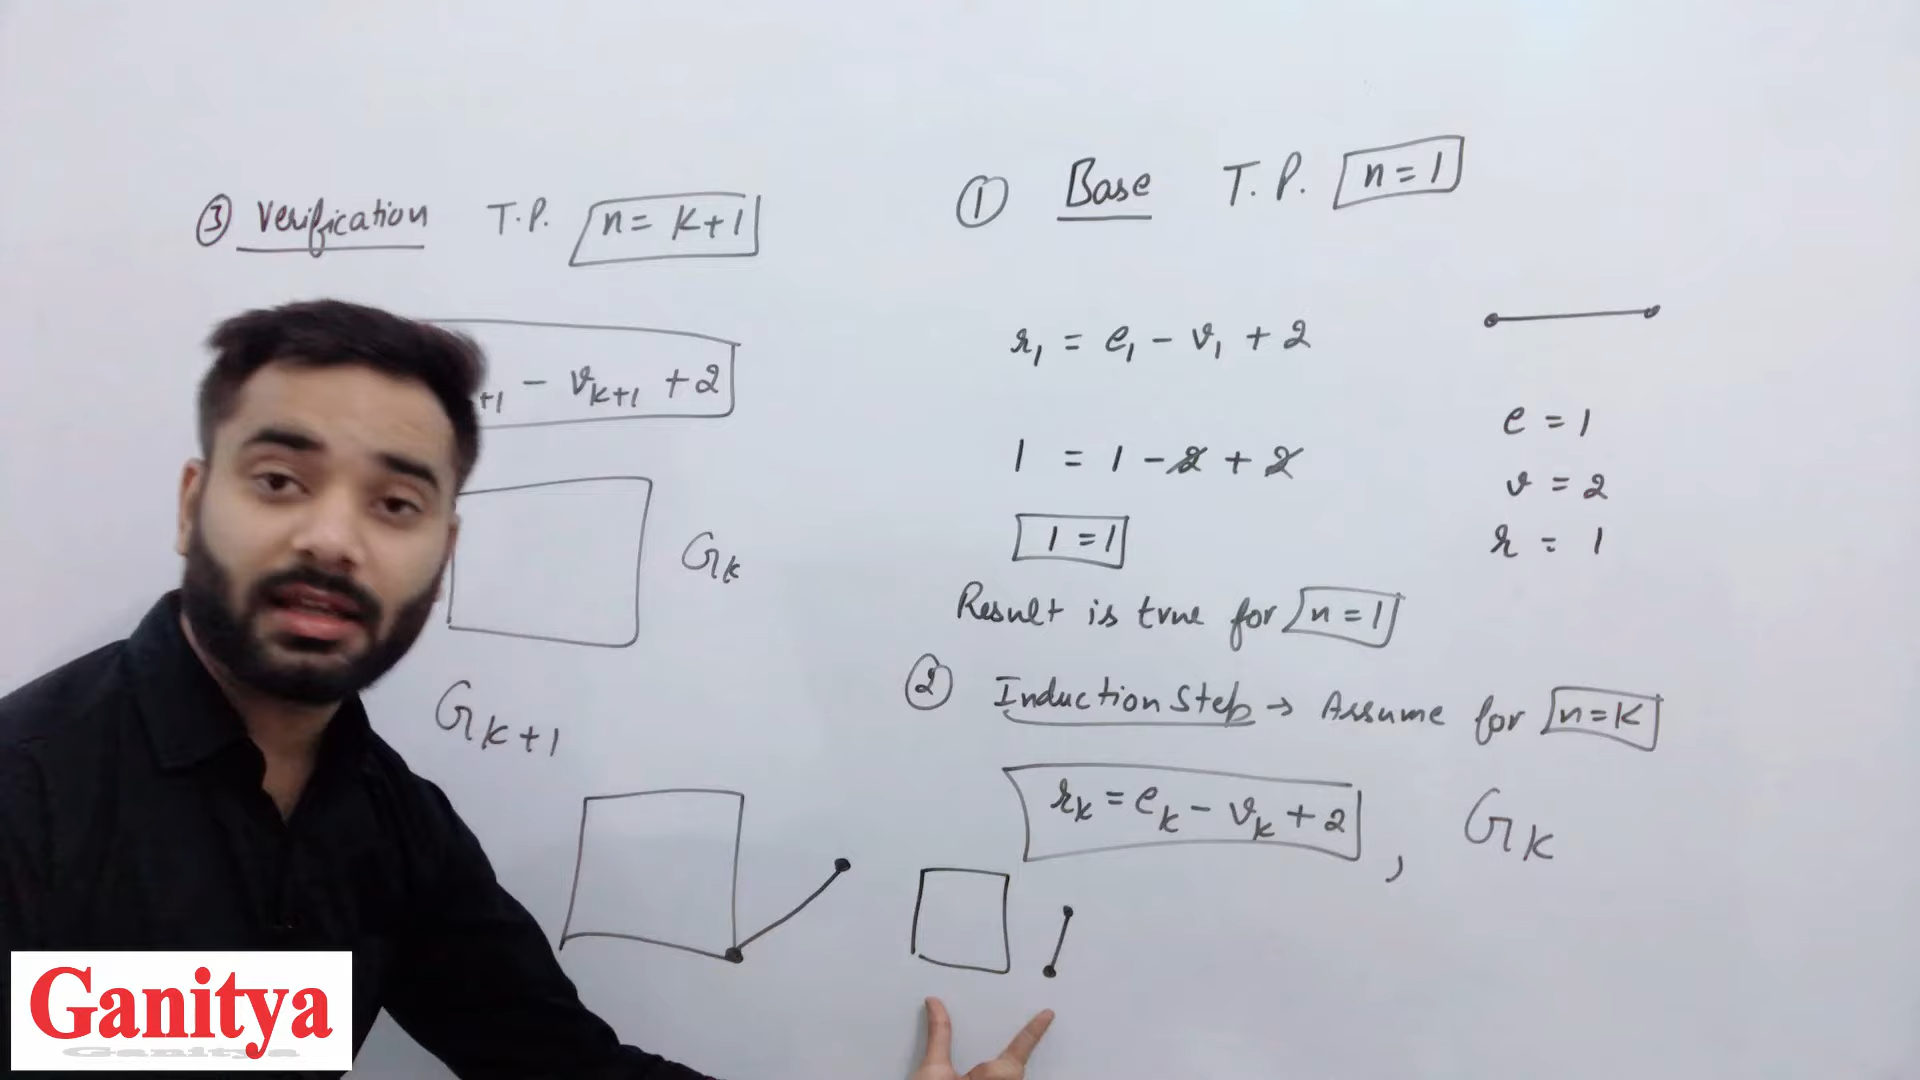 ③ Verification T.P. n = K+1
+1 - v_{K+1} + 2
G_K
G_{K+1}
① Base T.P. n = 1
r_1 = e_1 - v_1 + 2
1 = 1 - 2 + 2
1 = 1
e = 1
v = 2
r = 1
Result is true for n = 1
② Induction Step → Assume for n = K
r_K = e_K - v_K + 2 , G_K
Ganitya